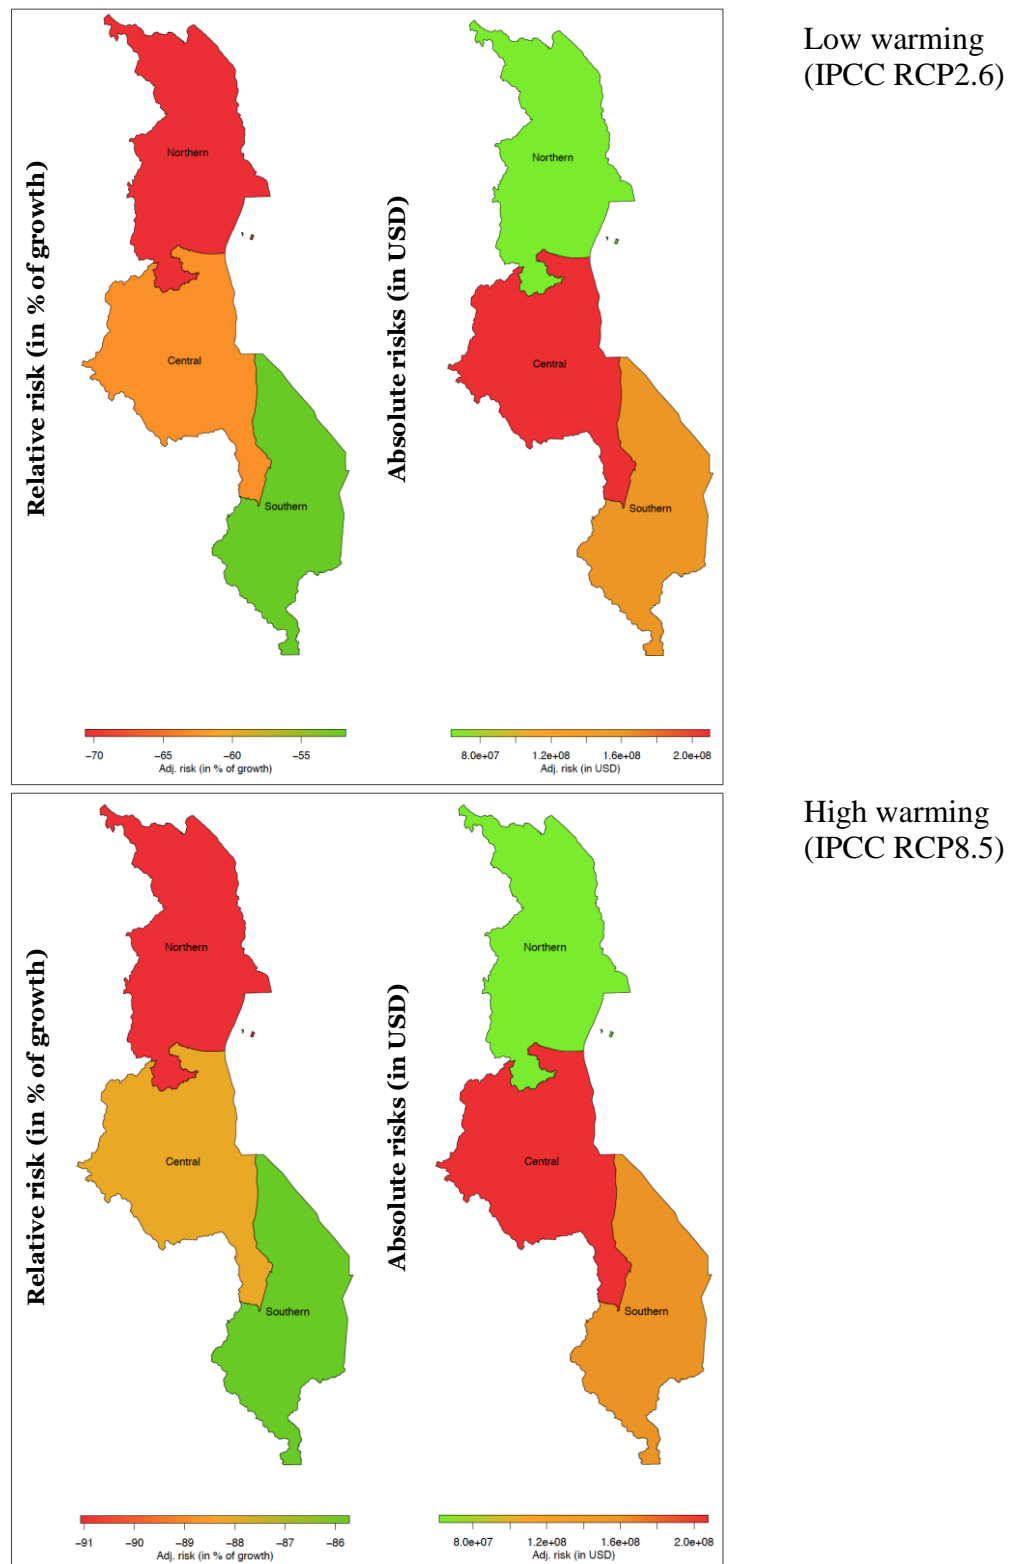 Low warming
(IPCC RCP2.6)
Relative risk (in % of growth)
Northern
Central
Southern
−70 −65 −60 −55
Adj. risk (in % of growth)
Absolute risks (in USD)
Northern
Central
Southern
8.0e+07 1.2e+08 1.6e+08 2.0e+08
Adj. risk (in USD)
High warming
(IPCC RCP8.5)
Relative risk (in % of growth)
Northern
Central
Southern
−91 −90 −89 −88 −87 −86
Adj. risk (in % of growth)
Absolute risks (in USD)
Northern
Central
Southern
8.0e+07 1.2e+08 1.6e+08 2.0e+08
Adj. risk (in USD)